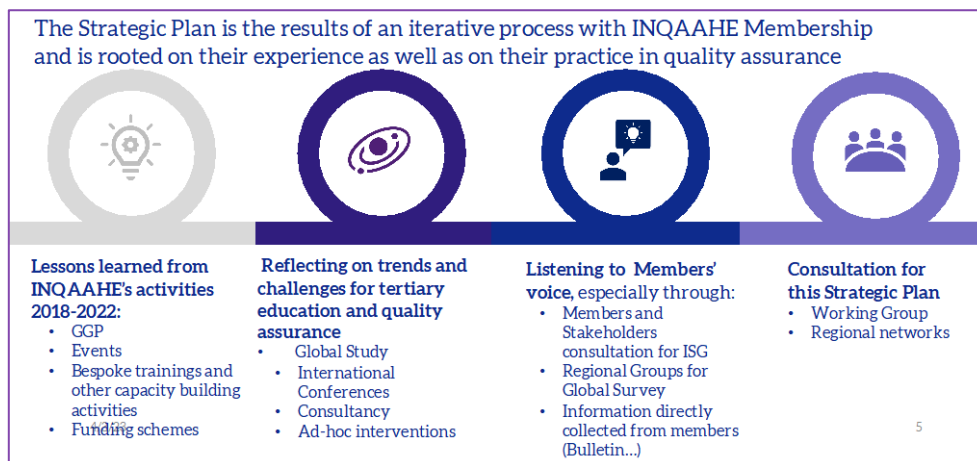 The Strategic Plan is the results of an iterative process with INQAAHE Membership
and is rooted on their experience as well as on their practice in quality assurance
Lessons learned from
INQAAHE's activities
2018-2022:
• GGP
• Events
• Bespoke trainings and
other capacity building
activities
• Funding schemes
Reflecting on trends and
challenges for tertiary
education and quality
assurance
• Global Study
• International
Conferences
• Consultancy
• Ad-hoc interventions
Listening to Members'
voice, especially through:
• Members and
Stakeholders
consultation for ISG
• Regional Groups for
Global Survey
• Information directly
collected from members
(Bulletin...)
Consultation for
this Strategic Plan
• Working Group
• Regional networks
5